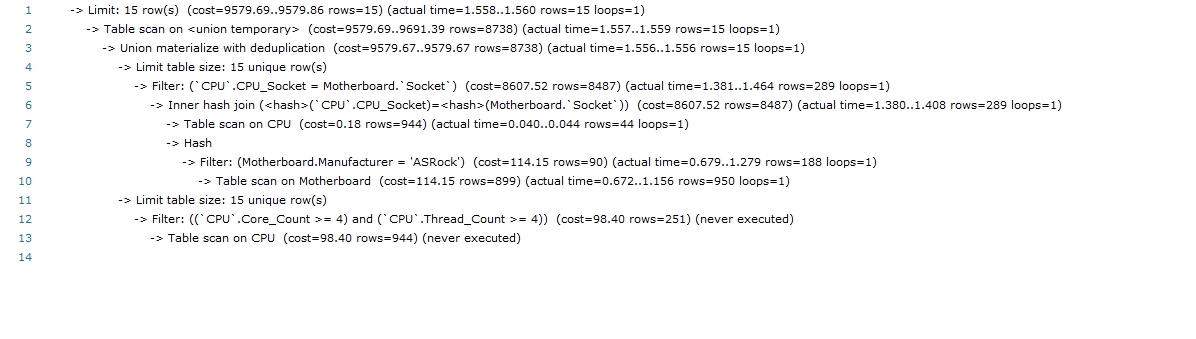 1 -> Limit: 15 row(s)  (cost=9579.69..9579.86 rows=15) (actual time=1.558..1.560 rows=15 loops=1)
2 -> Table scan on <union temporary>  (cost=9579.69..9691.39 rows=8738) (actual time=1.557..1.559 rows=15 loops=1)
3 -> Union materialize with deduplication  (cost=9579.67..9579.67 rows=8738) (actual time=1.556..1.556 rows=15 loops=1)
4 -> Limit table size: 15 unique row(s)
5 -> Filter: (`CPU`.CPU_Socket = Motherboard.`Socket`)  (cost=8607.52 rows=8487) (actual time=1.381..1.464 rows=289 loops=1)
6 -> Inner hash join (<hash>(`CPU`.CPU_Socket)=<hash>(Motherboard.`Socket`))  (cost=8607.52 rows=8487) (actual time=1.380..1.408 rows=289 loops=1)
7 -> Table scan on CPU  (cost=0.18 rows=944) (actual time=0.040..0.044 rows=44 loops=1)
8 -> Hash
9 -> Filter: (Motherboard.Manufacturer = 'ASRock')  (cost=114.15 rows=90) (actual time=0.679..1.279 rows=188 loops=1)
10 -> Table scan on Motherboard  (cost=114.15 rows=899) (actual time=0.672..1.156 rows=950 loops=1)
11 -> Limit table size: 15 unique row(s)
12 -> Filter: ((`CPU`.Core_Count >= 4) and (`CPU`.Thread_Count >= 4))  (cost=98.40 rows=251) (never executed)
13 -> Table scan on CPU  (cost=98.40 rows=944) (never executed)
14